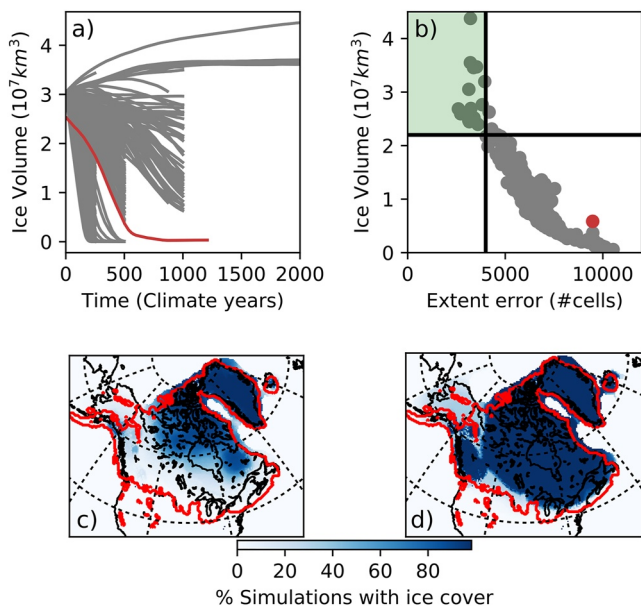 a)
Ice Volume (10⁷km³)
4
3
2
1
0
0 500 1000 1500 2000
Time (Climate years)
b)
Ice Volume (10⁷km³)
4
3
2
1
0
0 5000 10000
Extent error (#cells)
c)
d)
0 20 40 60 80
% Simulations with ice cover